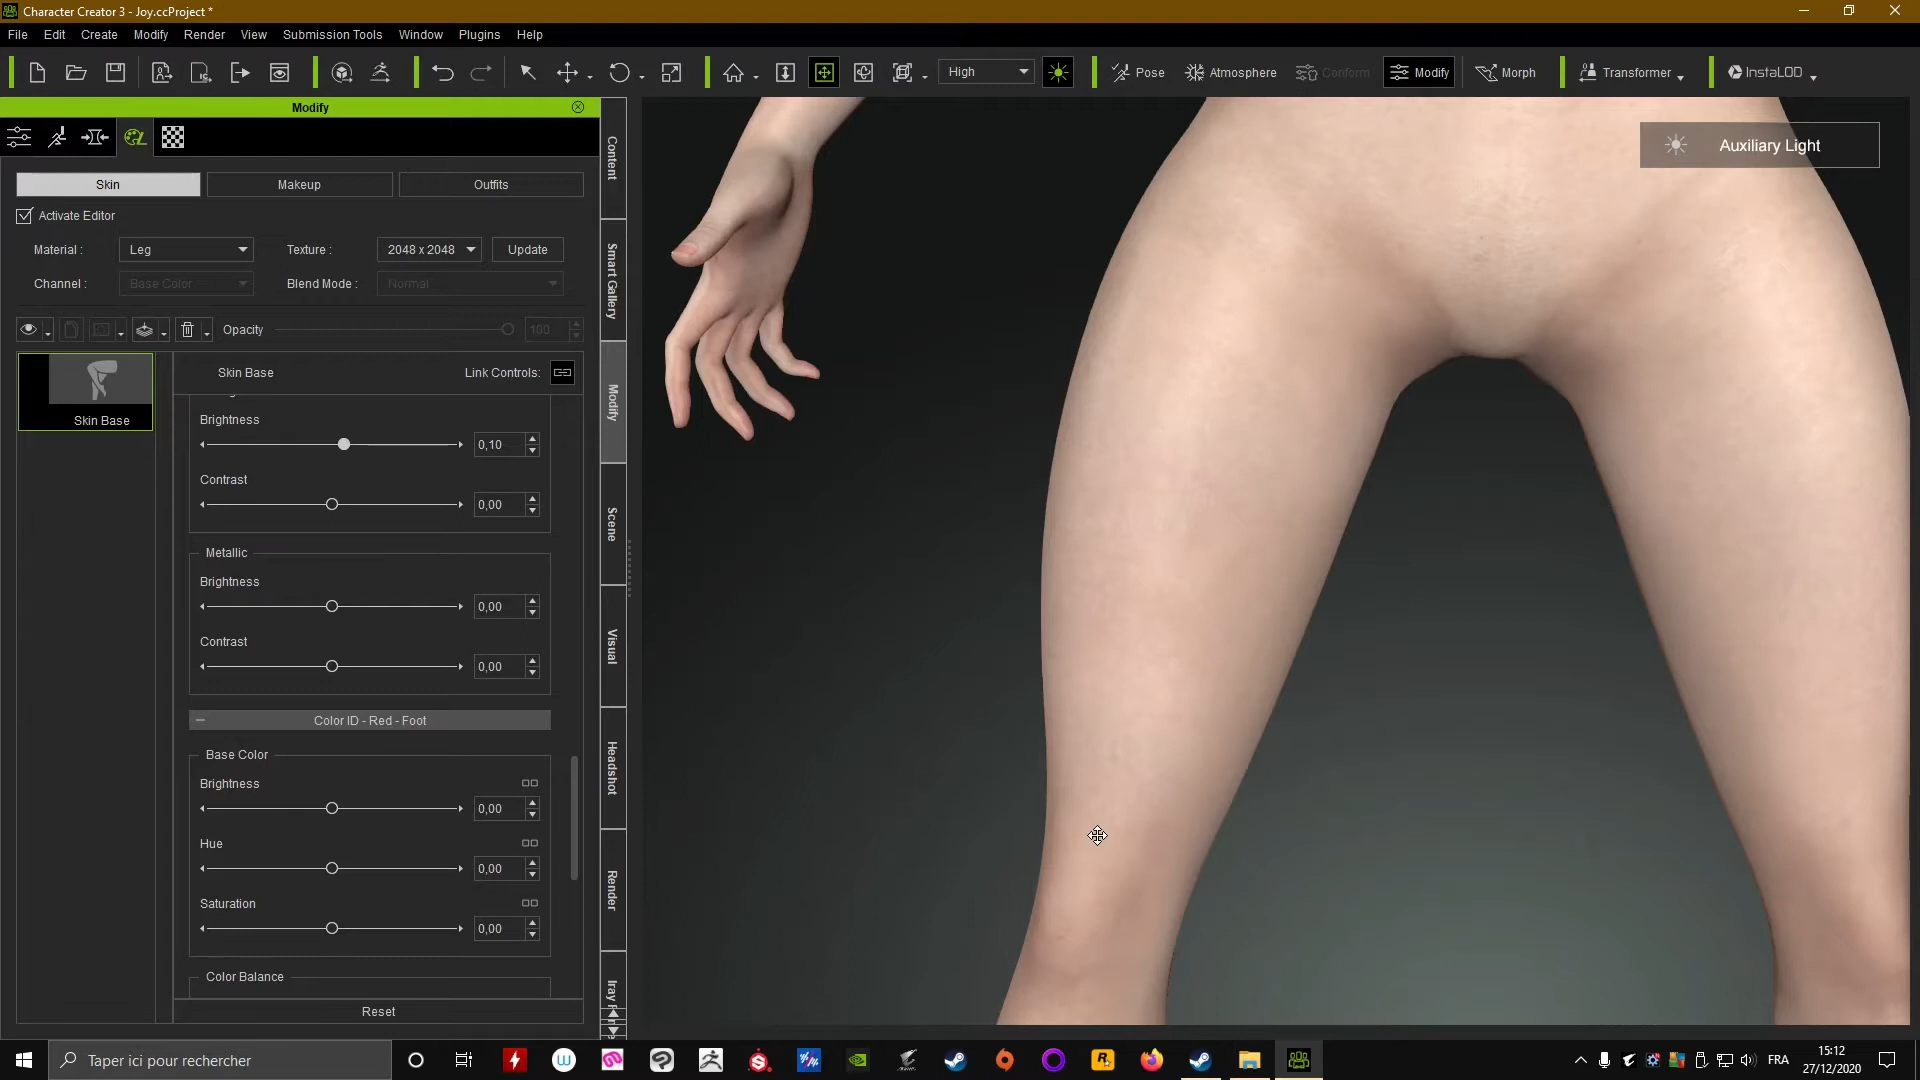 Character Creator 3 - Joy.ccProject *
File Edit Create Modify Render View Submission Tools Window Plugins Help
High Pose Atmosphere Conform Modify Morph Transformer InstaLOD
Modify
Skin Makeup Outfits
Activate Editor
Material : Leg Texture : 2048 x 2048 Update
Channel : Base Color Blend Mode : Normal
Opacity 100
Skin Base Link Controls:
Skin Base
Brightness
0,10
Contrast
0,00
Metallic
Brightness
0,00
Contrast
0,00
Color ID - Red - Foot
Base Color
Brightness
0,00
Hue
0,00
Saturation
0,00
Color Balance
Reset
Content
Smart Gallery
Modify
Scene
Visual
Headshot
Render
Iray
Auxiliary Light
Taper ici pour rechercher
FRA
15:12
27/12/2020